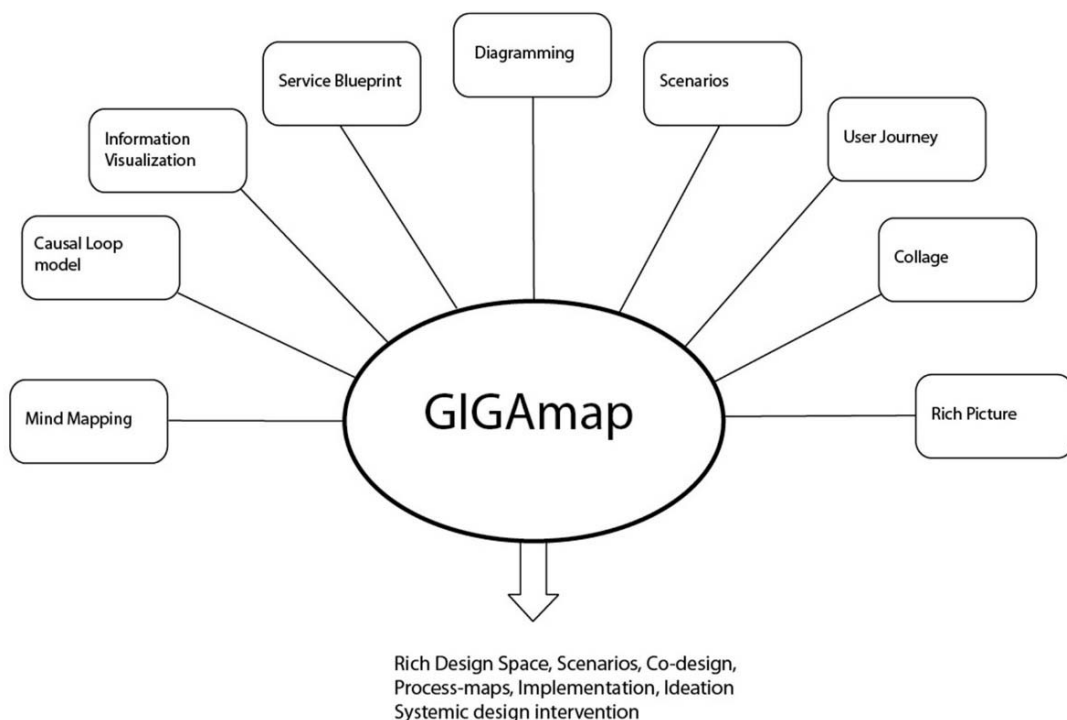 Diagramming
Service Blueprint
Scenarios
Information
Visualization
User Journey
Causal Loop
model
Collage
Mind Mapping
GIGAmap
Rich Picture
Rich Design Space, Scenarios, Co-design,
Process-maps, Implementation, Ideation
Systemic design intervention